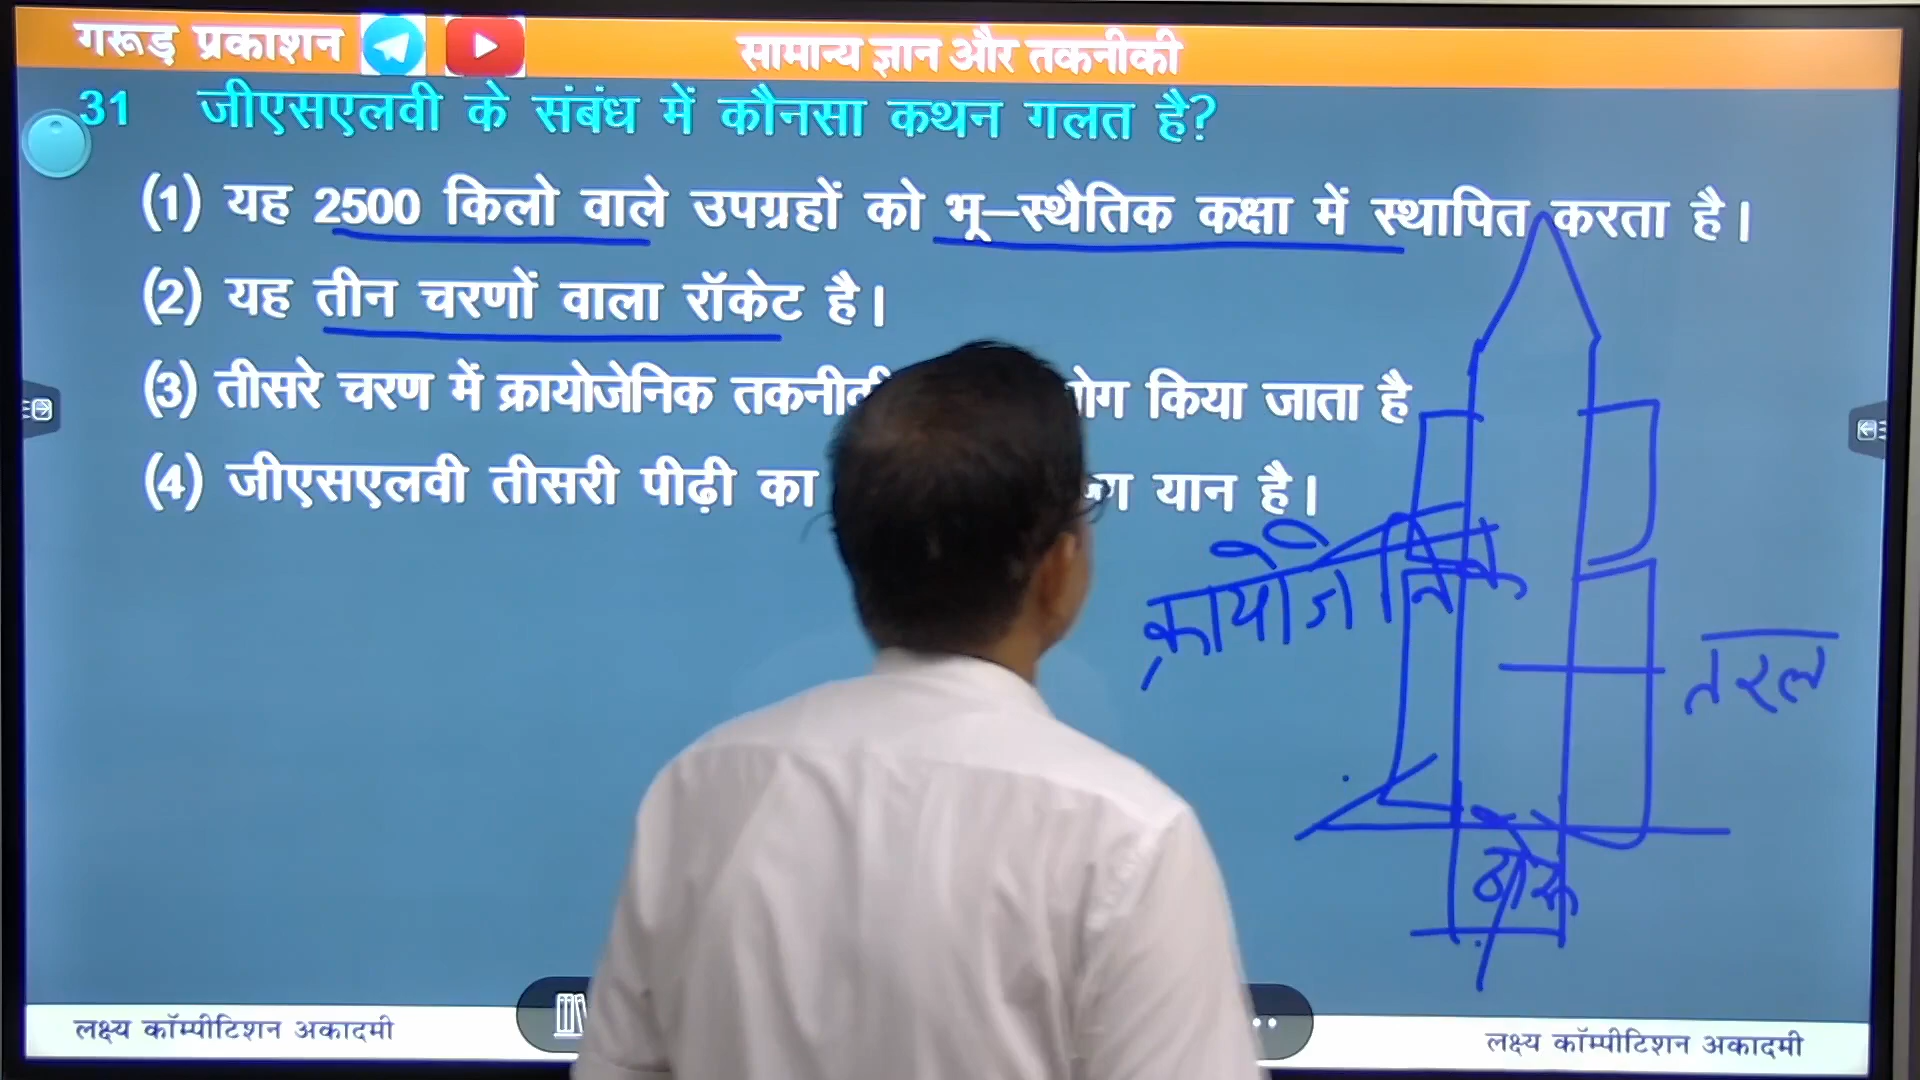 गरूड़ प्रकाशन
सामान्य ज्ञान और तकनीकी
31 जीएसएलवी के संबंध में कौनसा कथन गलत है?
(1) यह 2500 किलो वाले उपग्रहों को भू–स्थैतिक कक्षा में स्थापित करता है।
(2) यह तीन चरणों वाला रॉकेट है।
(3) तीसरे चरण में क्रायोजेनिक किया जाता है
(4) जीएसएलवी तीसरी पीढ़ी का यान है।
क्रायोजेनिक
तरल
ठोस
लक्ष्य कॉम्पीटिशन अकादमी
लक्ष्य कॉम्पीटिशन अकादमी